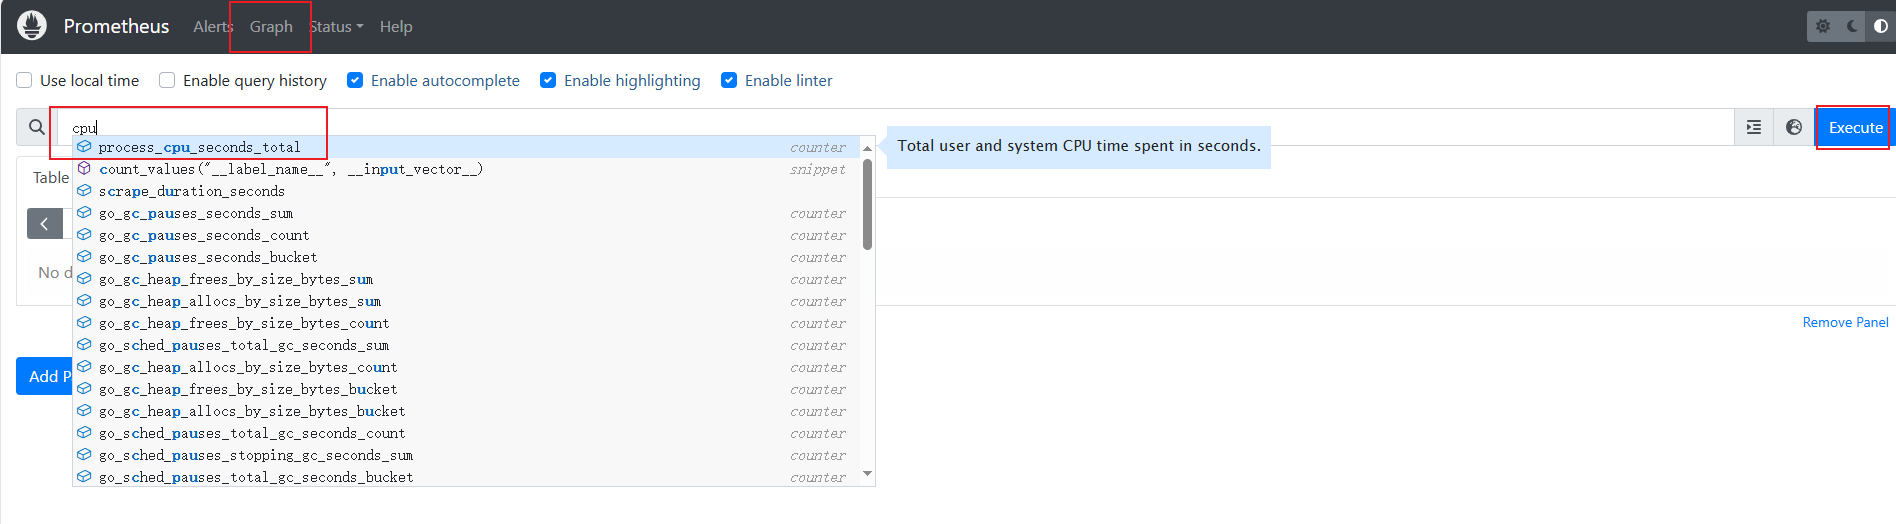 Prometheus Alerts Graph Status Help
Use local time Enable query history Enable autocomplete Enable highlighting Enable linter
cpu
Execute
process_cpu_seconds_total counter
Total user and system CPU time spent in seconds.
count_values("__label_name__", __input_vector__) snippet
Table
scrape_duration_seconds
go_gc_pauses_seconds_sum counter
go_gc_pauses_seconds_count counter
go_gc_pauses_seconds_bucket counter
No d
go_gc_heap_frees_by_size_bytes_sum counter
go_gc_heap_allocs_by_size_bytes_sum counter
go_gc_heap_frees_by_size_bytes_count counter
Remove Panel
go_sched_pauses_total_gc_seconds_sum counter
go_gc_heap_allocs_by_size_bytes_count counter
Add P
go_gc_heap_frees_by_size_bytes_bucket counter
go_gc_heap_allocs_by_size_bytes_bucket counter
go_sched_pauses_total_gc_seconds_count counter
go_sched_pauses_stopping_gc_seconds_sum counter
go_sched_pauses_total_gc_seconds_bucket counter